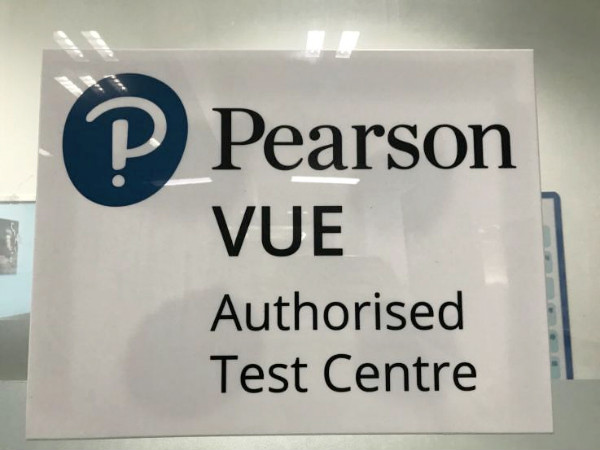 Pearson
VUE
Authorised
Test Centre